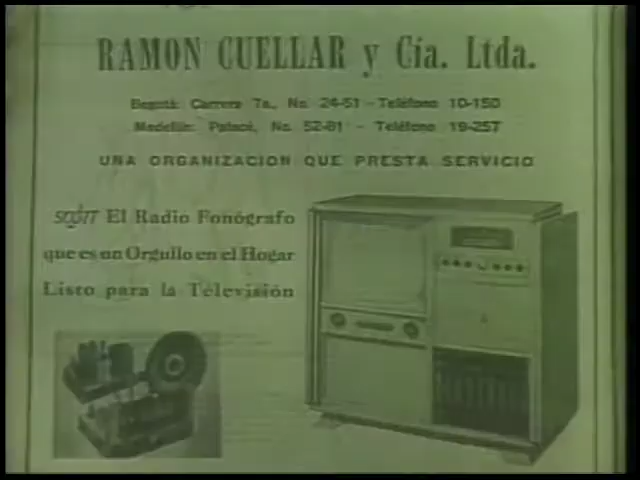 RAMON CUELLAR y Cía. Ltda.
Bogotá: Carrera 7a., No. 24-51 - Teléfono 10-150
Medellín: Palacé, No. 52-81 - Teléfono 19-257
UNA ORGANIZACION QUE PRESTA SERVICIO
El Radio Fonógrafo
que es un Orgullo en el Hogar
Listo para la Televisión